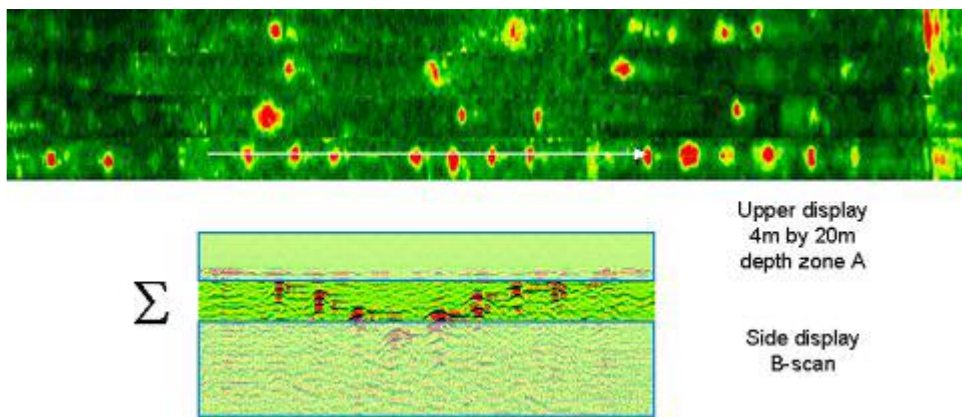 Upper display
4m by 20m
depth zone A
Σ
Side display
B-scan